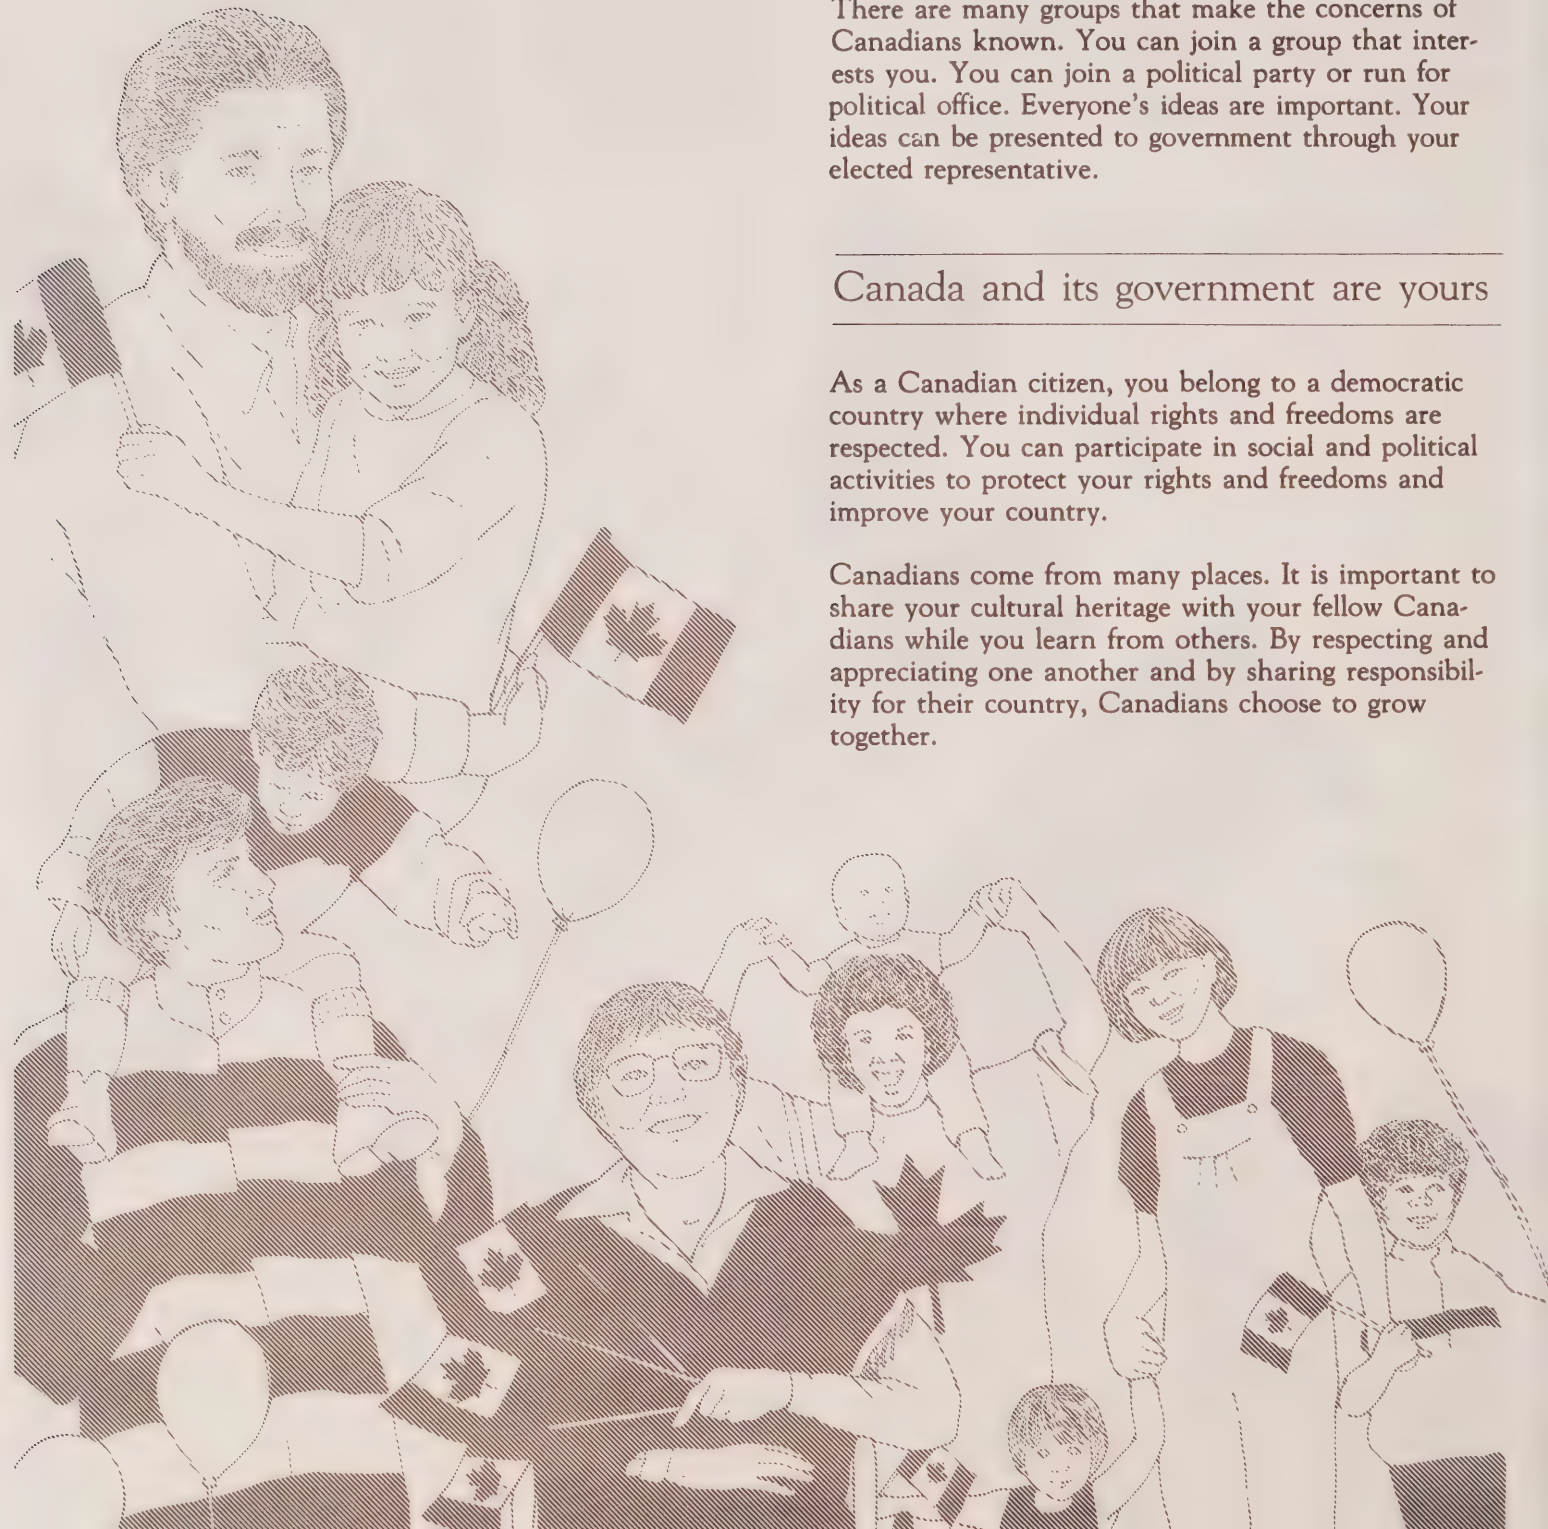 There are many groups that make the concerns of
Canadians known. You can join a group that inter-
ests you. You can join a political party or run for
political office. Everyone's ideas are important. Your
ideas can be presented to government through your
elected representative.
Canada and its government are yours
As a Canadian citizen, you belong to a democratic
country where individual rights and freedoms are
respected. You can participate in social and political
activities to protect your rights and freedoms and
improve your country.
Canadians come from many places. It is important to
share your cultural heritage with your fellow Cana-
dians while you learn from others. By respecting and
appreciating one another and by sharing responsibil-
ity for their country, Canadians choose to grow
together.